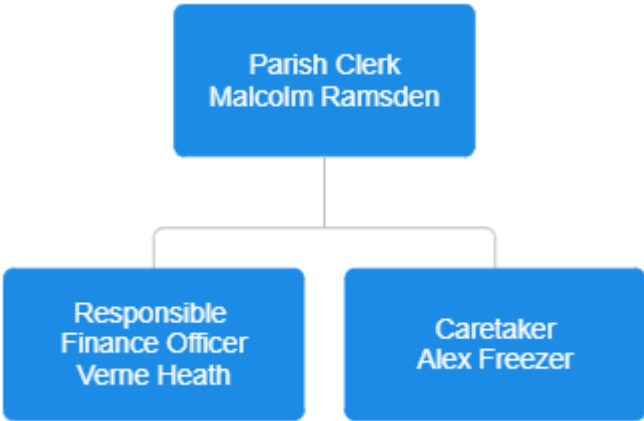 Parish Clerk
Malcolm Ramsden
Responsible
Finance Officer
Verne Heath
Caretaker
Alex Freezer